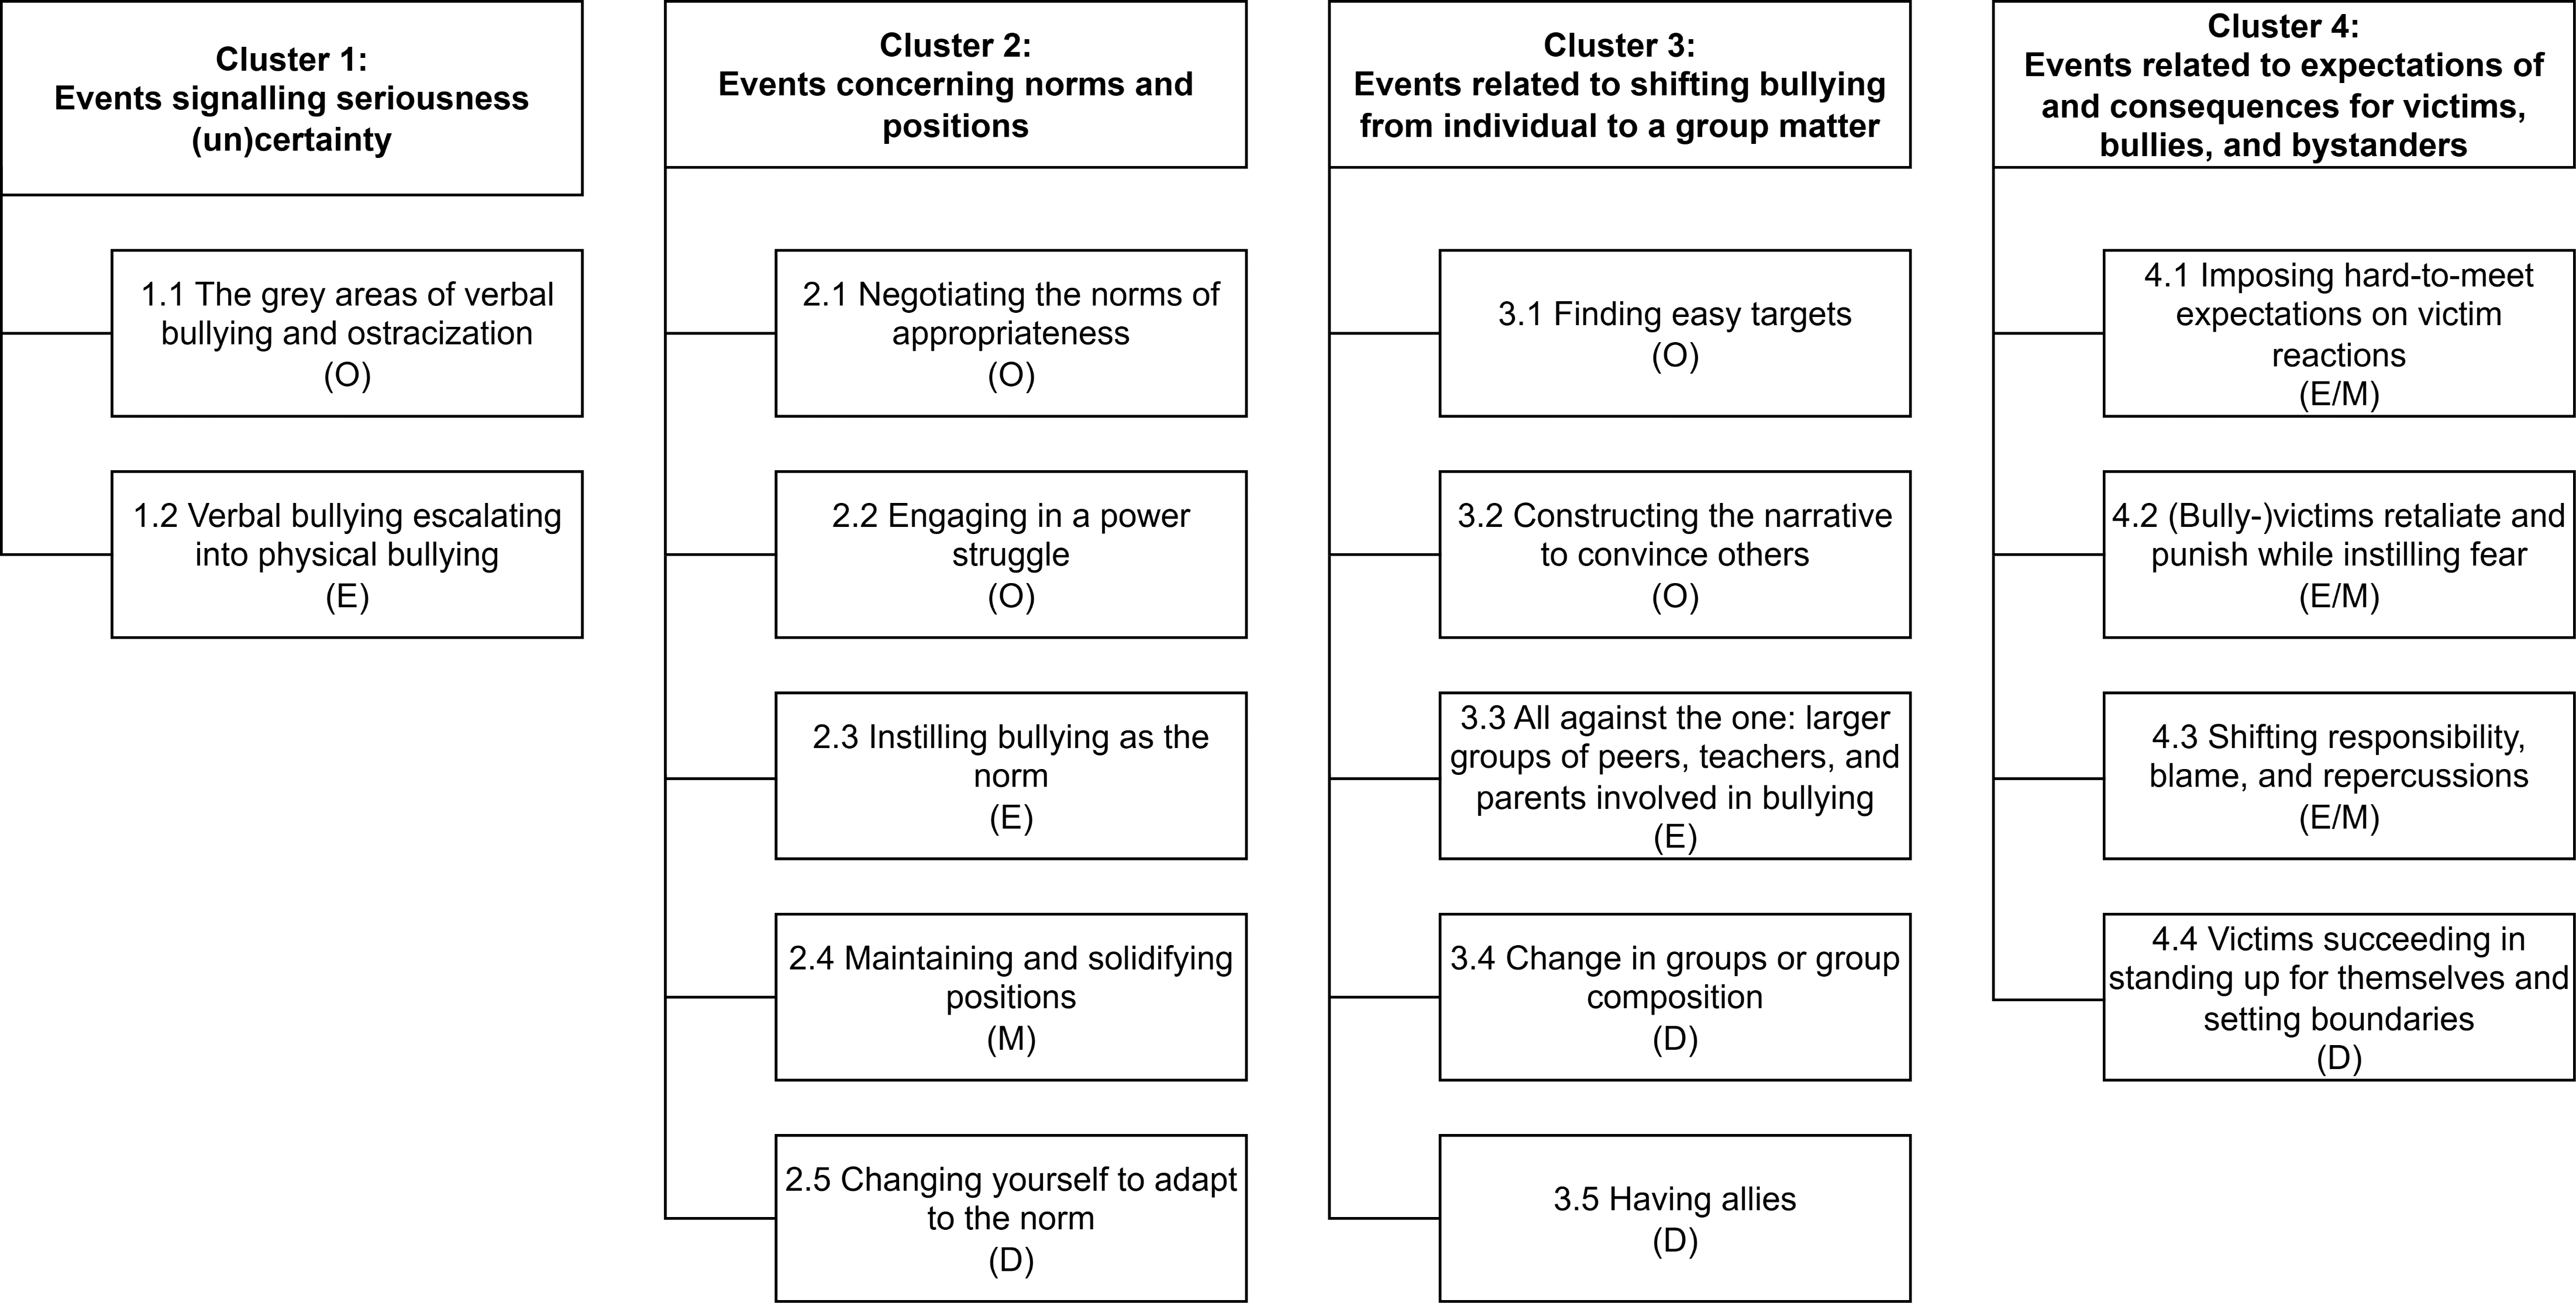 Cluster 1:
Events signalling seriousness
(un)certainty
1.1 The grey areas of verbal
bullying and ostracization
(O)
1.2 Verbal bullying escalating
into physical bullying
(E)
Cluster 2:
Events concerning norms and
positions
2.1 Negotiating the norms of
appropriateness
(O)
2.2 Engaging in a power
struggle
(O)
2.3 Instilling bullying as the
norm
(E)
2.4 Maintaining and solidifying
positions
(M)
2.5 Changing yourself to adapt
to the norm
(D)
Cluster 3:
Events related to shifting bullying
from individual to a group matter
3.1 Finding easy targets
(O)
3.2 Constructing the narrative
to convince others
(O)
3.3 All against the one: larger
groups of peers, teachers, and
parents involved in bullying
(E)
3.4 Change in groups or group
composition
(D)
3.5 Having allies
(D)
Cluster 4:
Events related to expectations of
and consequences for victims,
bullies, and bystanders
4.1 Imposing hard-to-meet
expectations on victim
reactions
(E/M)
4.2 (Bully-)victims retaliate and
punish while instilling fear
(E/M)
4.3 Shifting responsibility,
blame, and repercussions
(E/M)
4.4 Victims succeeding in
standing up for themselves and
setting boundaries
(D)